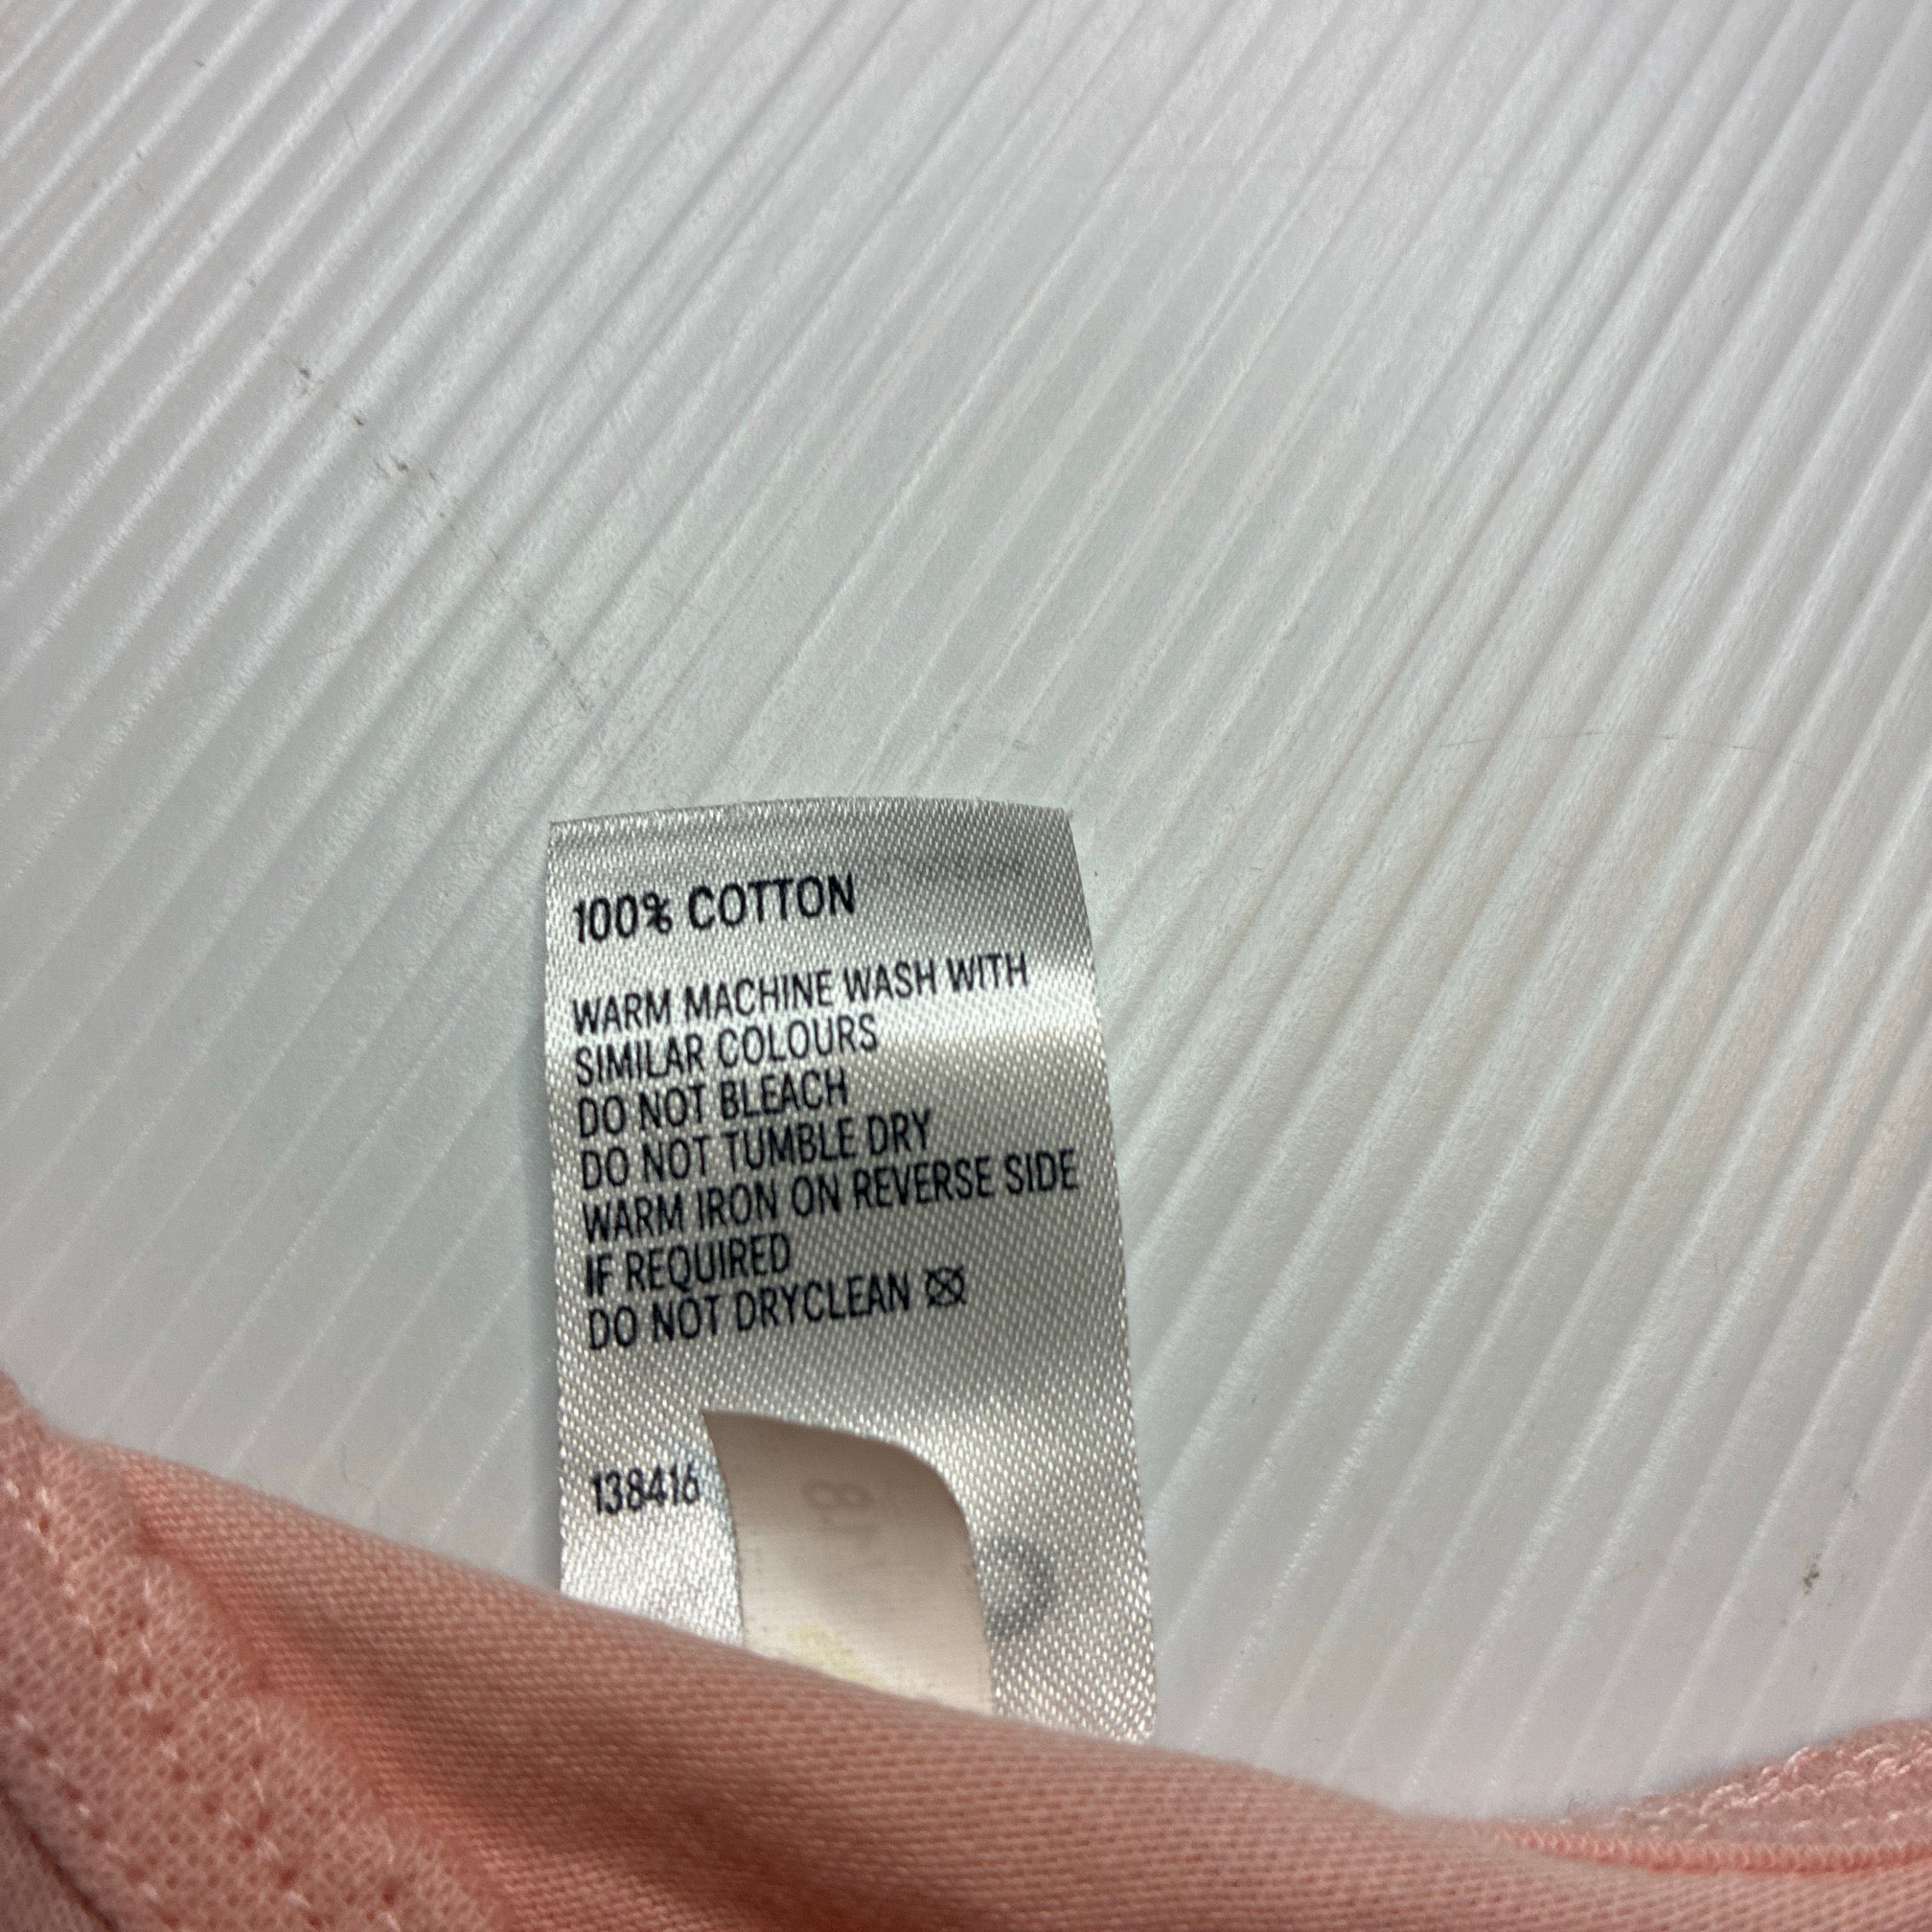 100% COTTON
WARM MACHINE WASH WITH
SIMILAR COLOURS
DO NOT BLEACH
DO NOT TUMBLE DRY
WARM IRON ON REVERSE SIDE
IF REQUIRED
DO NOT DRYCLEAN
138416